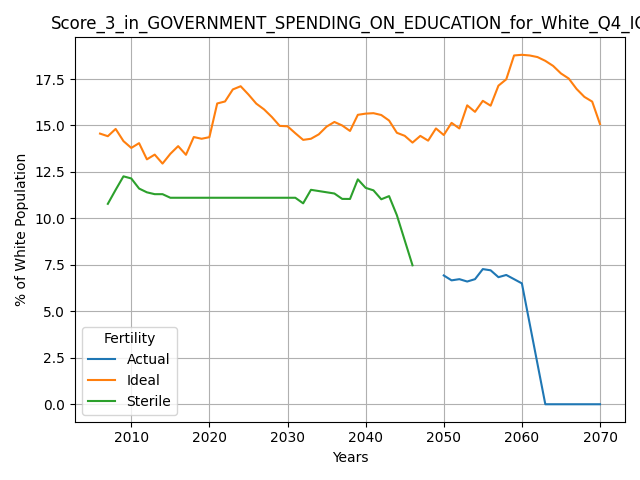 Score_3_in_GOVERNMENT_SPENDING_ON_EDUCATION_for_White_Q4_IQ
% of White Population
17.5
15.0
12.5
10.0
7.5
5.0
2.5
0.0
Fertility
Actual
Ideal
Sterile
2010 2020 2030 2040 2050 2060 2070
Years